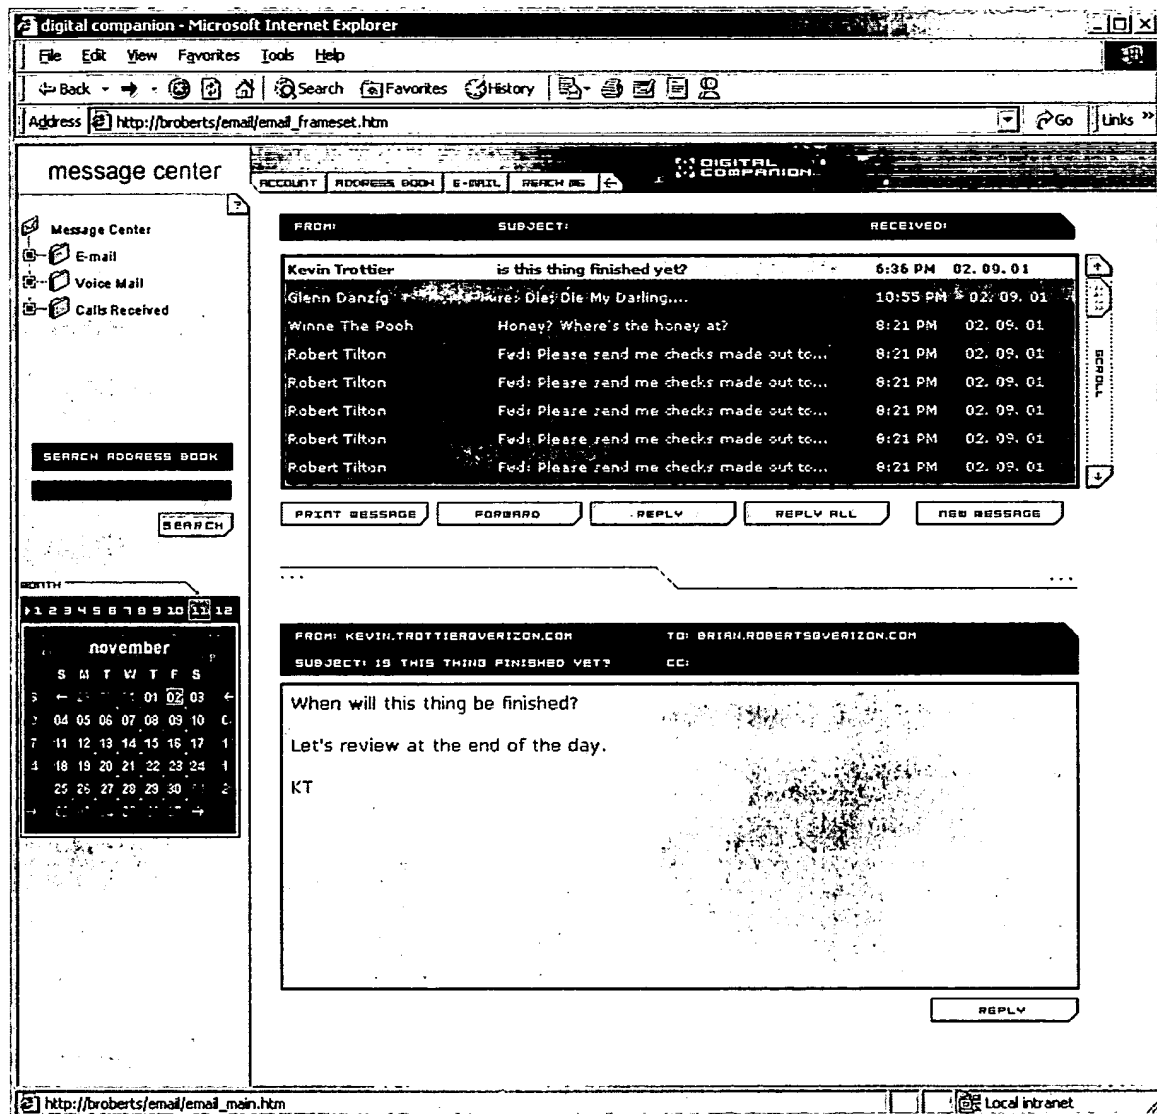 digital companion - Microsoft Internet Explorer
File Edit View Favorites Tools Help
Back Search Favorites History
Address http://broberts/email/email_frameset.htm Go Links »
message center
DIGITAL COMPANION
ACCOUNT ADDRESS BOOK E-MAIL REACH ME
?
Message Center
E-mail
Voice Mail
Calls Received
FROM: SUBJECT: RECEIVED:
Kevin Trottier is this thing finished yet? 6:36 PM 02. 09. 01
Glenn Danzig re: Die, Die My Darling.... 10:55 PM 02. 09. 01
Winne The Pooh Honey? Where's the honey at? 8:21 PM 02. 09. 01
Robert Tilton Fwd: Please send me checks made out to... 8:21 PM 02. 09. 01
Robert Tilton Fwd: Please send me checks made out to... 8:21 PM 02. 09. 01
Robert Tilton Fwd: Please send me checks made out to... 8:21 PM 02. 09. 01
Robert Tilton Fwd: Please send me checks made out to... 8:21 PM 02. 09. 01
Robert Tilton Fwd: Please send me checks made out to... 8:21 PM 02. 09. 01
SCROLL
SEARCH ADDRESS BOOK
SEARCH
PRINT MESSAGE FORWARD REPLY REPLY ALL NEW MESSAGE
MONTH
1 2 3 4 5 6 7 8 9 10 11 12
november
S M T W T F S
01 02 03
04 05 06 07 08 09 10
11 12 13 14 15 16 17
18 19 20 21 22 23 24
25 26 27 28 29 30
... ...
FROM: KEVIN.TROTTIER@VERIZON.COM TO: BRIAN.ROBERTS@VERIZON.COM
SUBJECT: IS THIS THING FINISHED YET? CC:
When will this thing be finished?
Let's review at the end of the day.
KT
REPLY
http://broberts/email/email_main.htm Local intranet